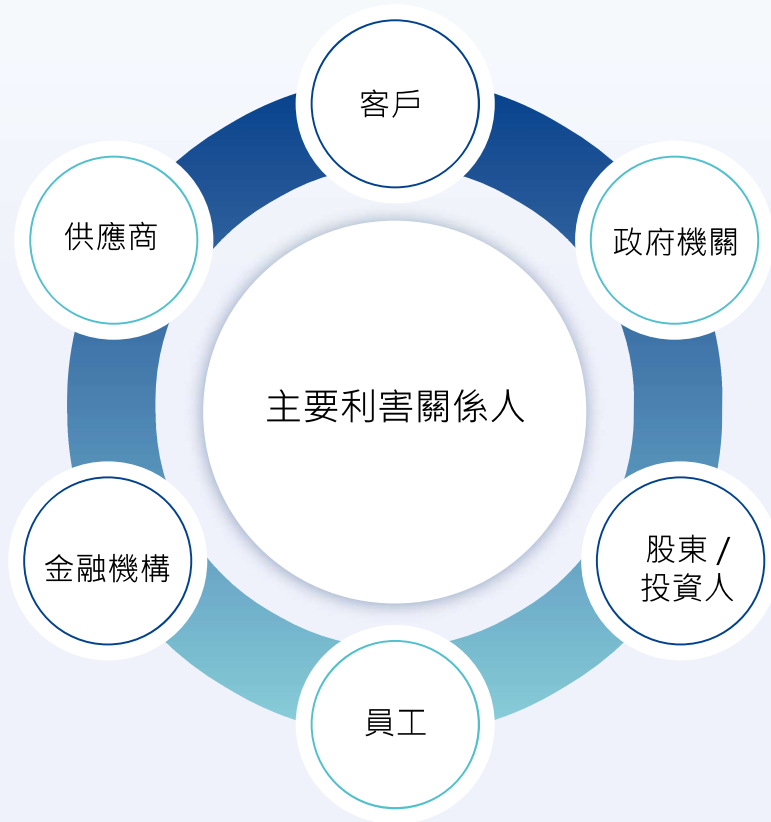 客戶
供應商
政府機關
主要利害關係人
金融機構
股東 /
投資人
員工